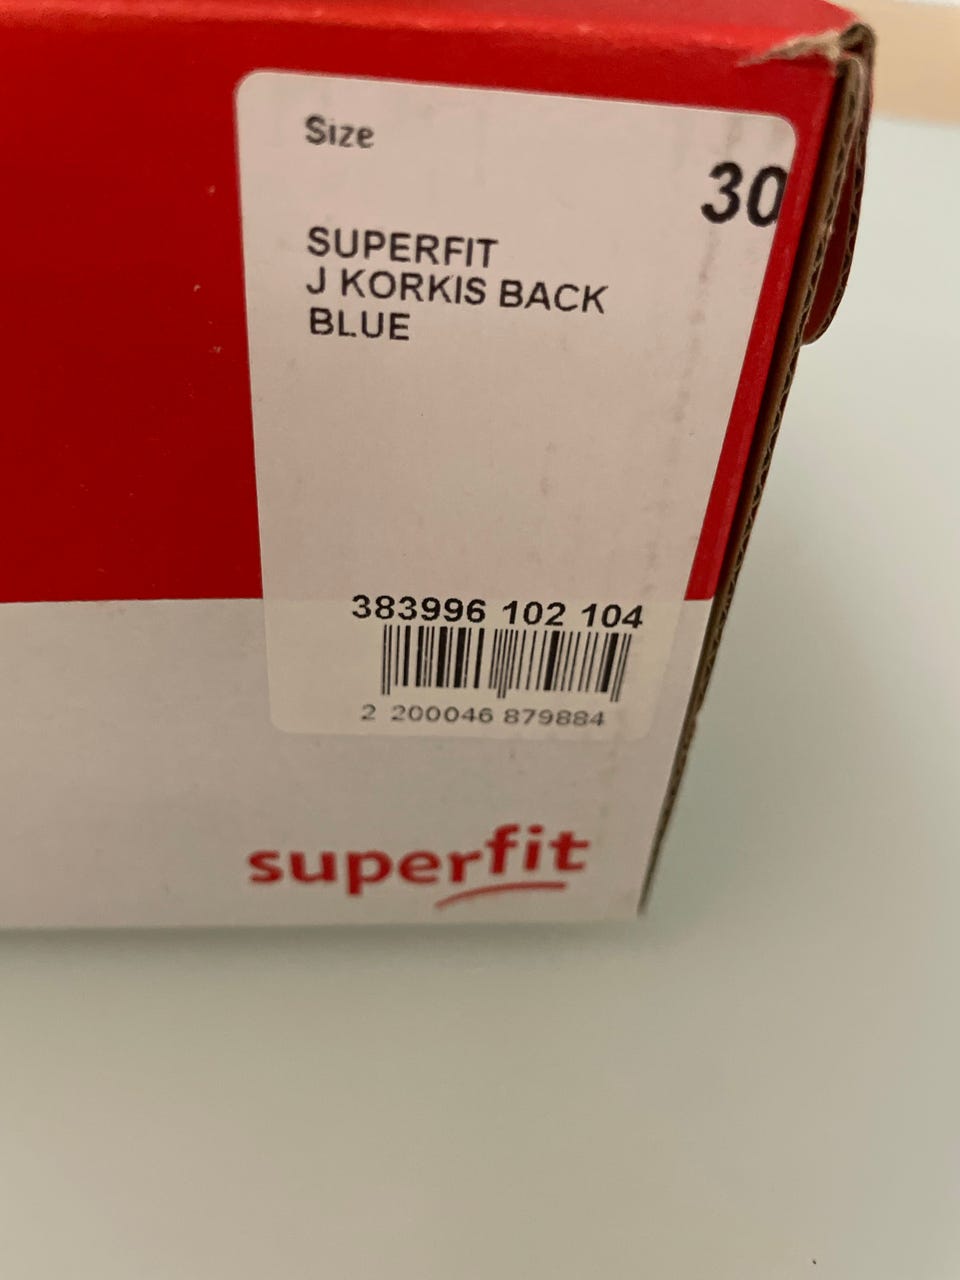 Size
30
SUPERFIT
J KORKIS BACK
BLUE
383996 102 104
2 200046 879884
superfit